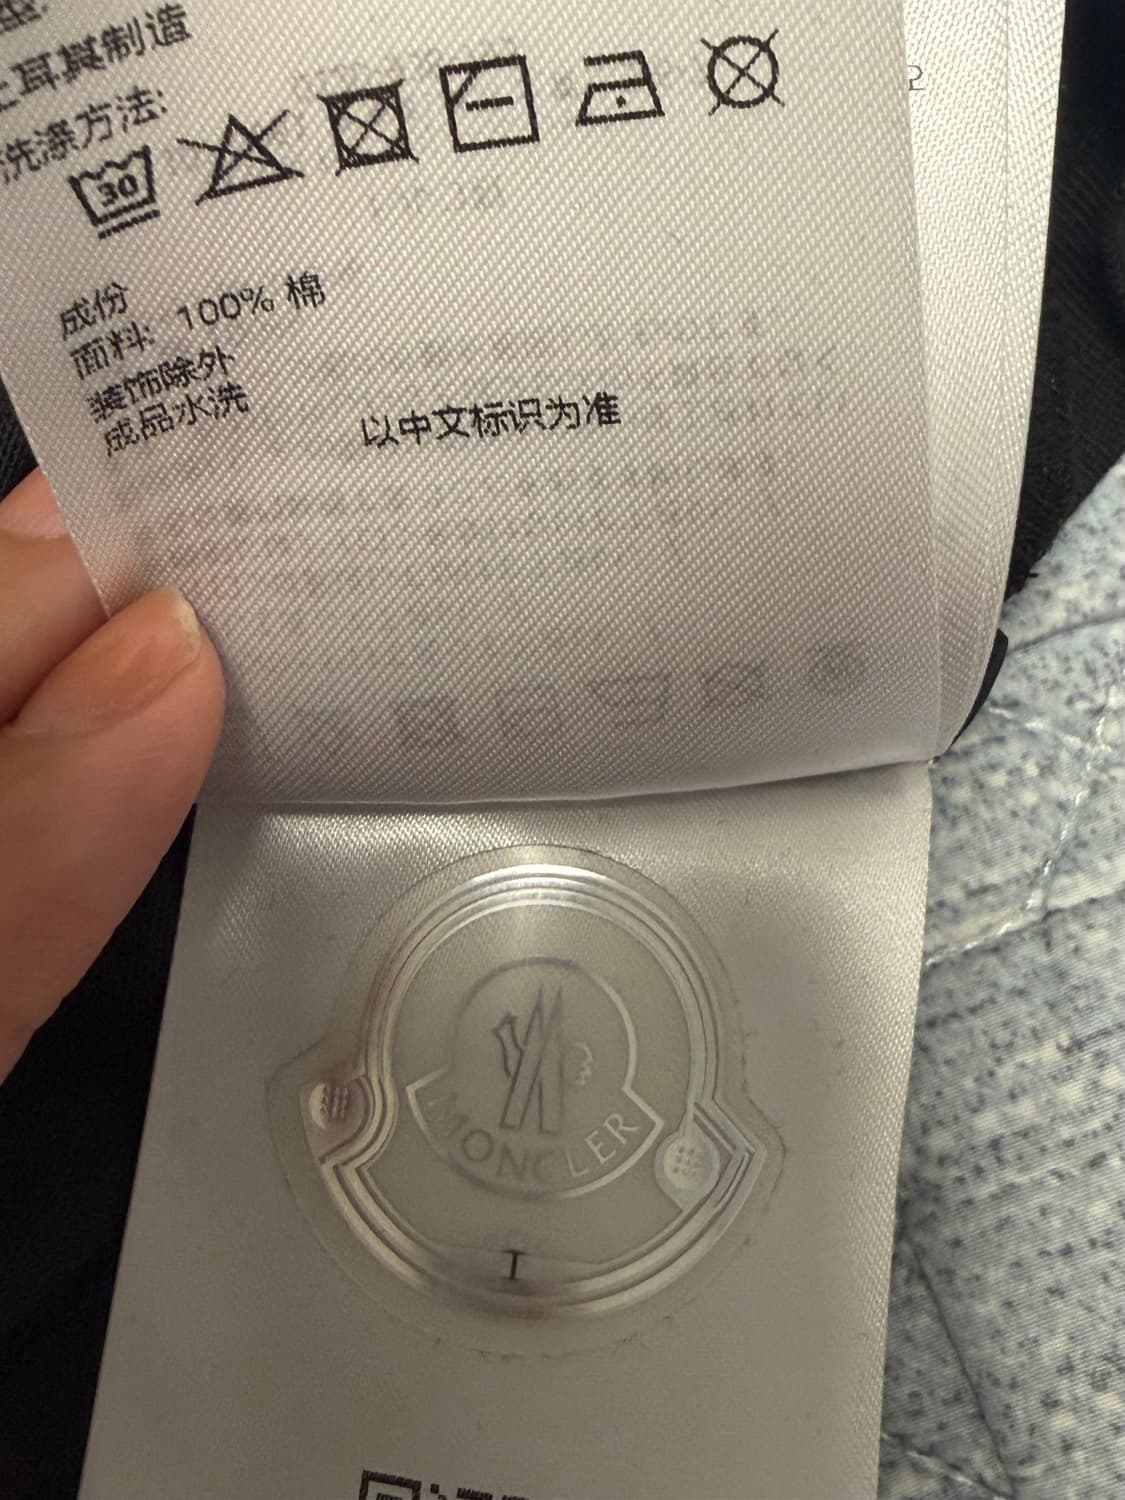 土耳其制造
洗涤方法:
30
成份
面料: 100% 棉
装饰除外
成品水洗
以中文标识为准
2
MONCLER